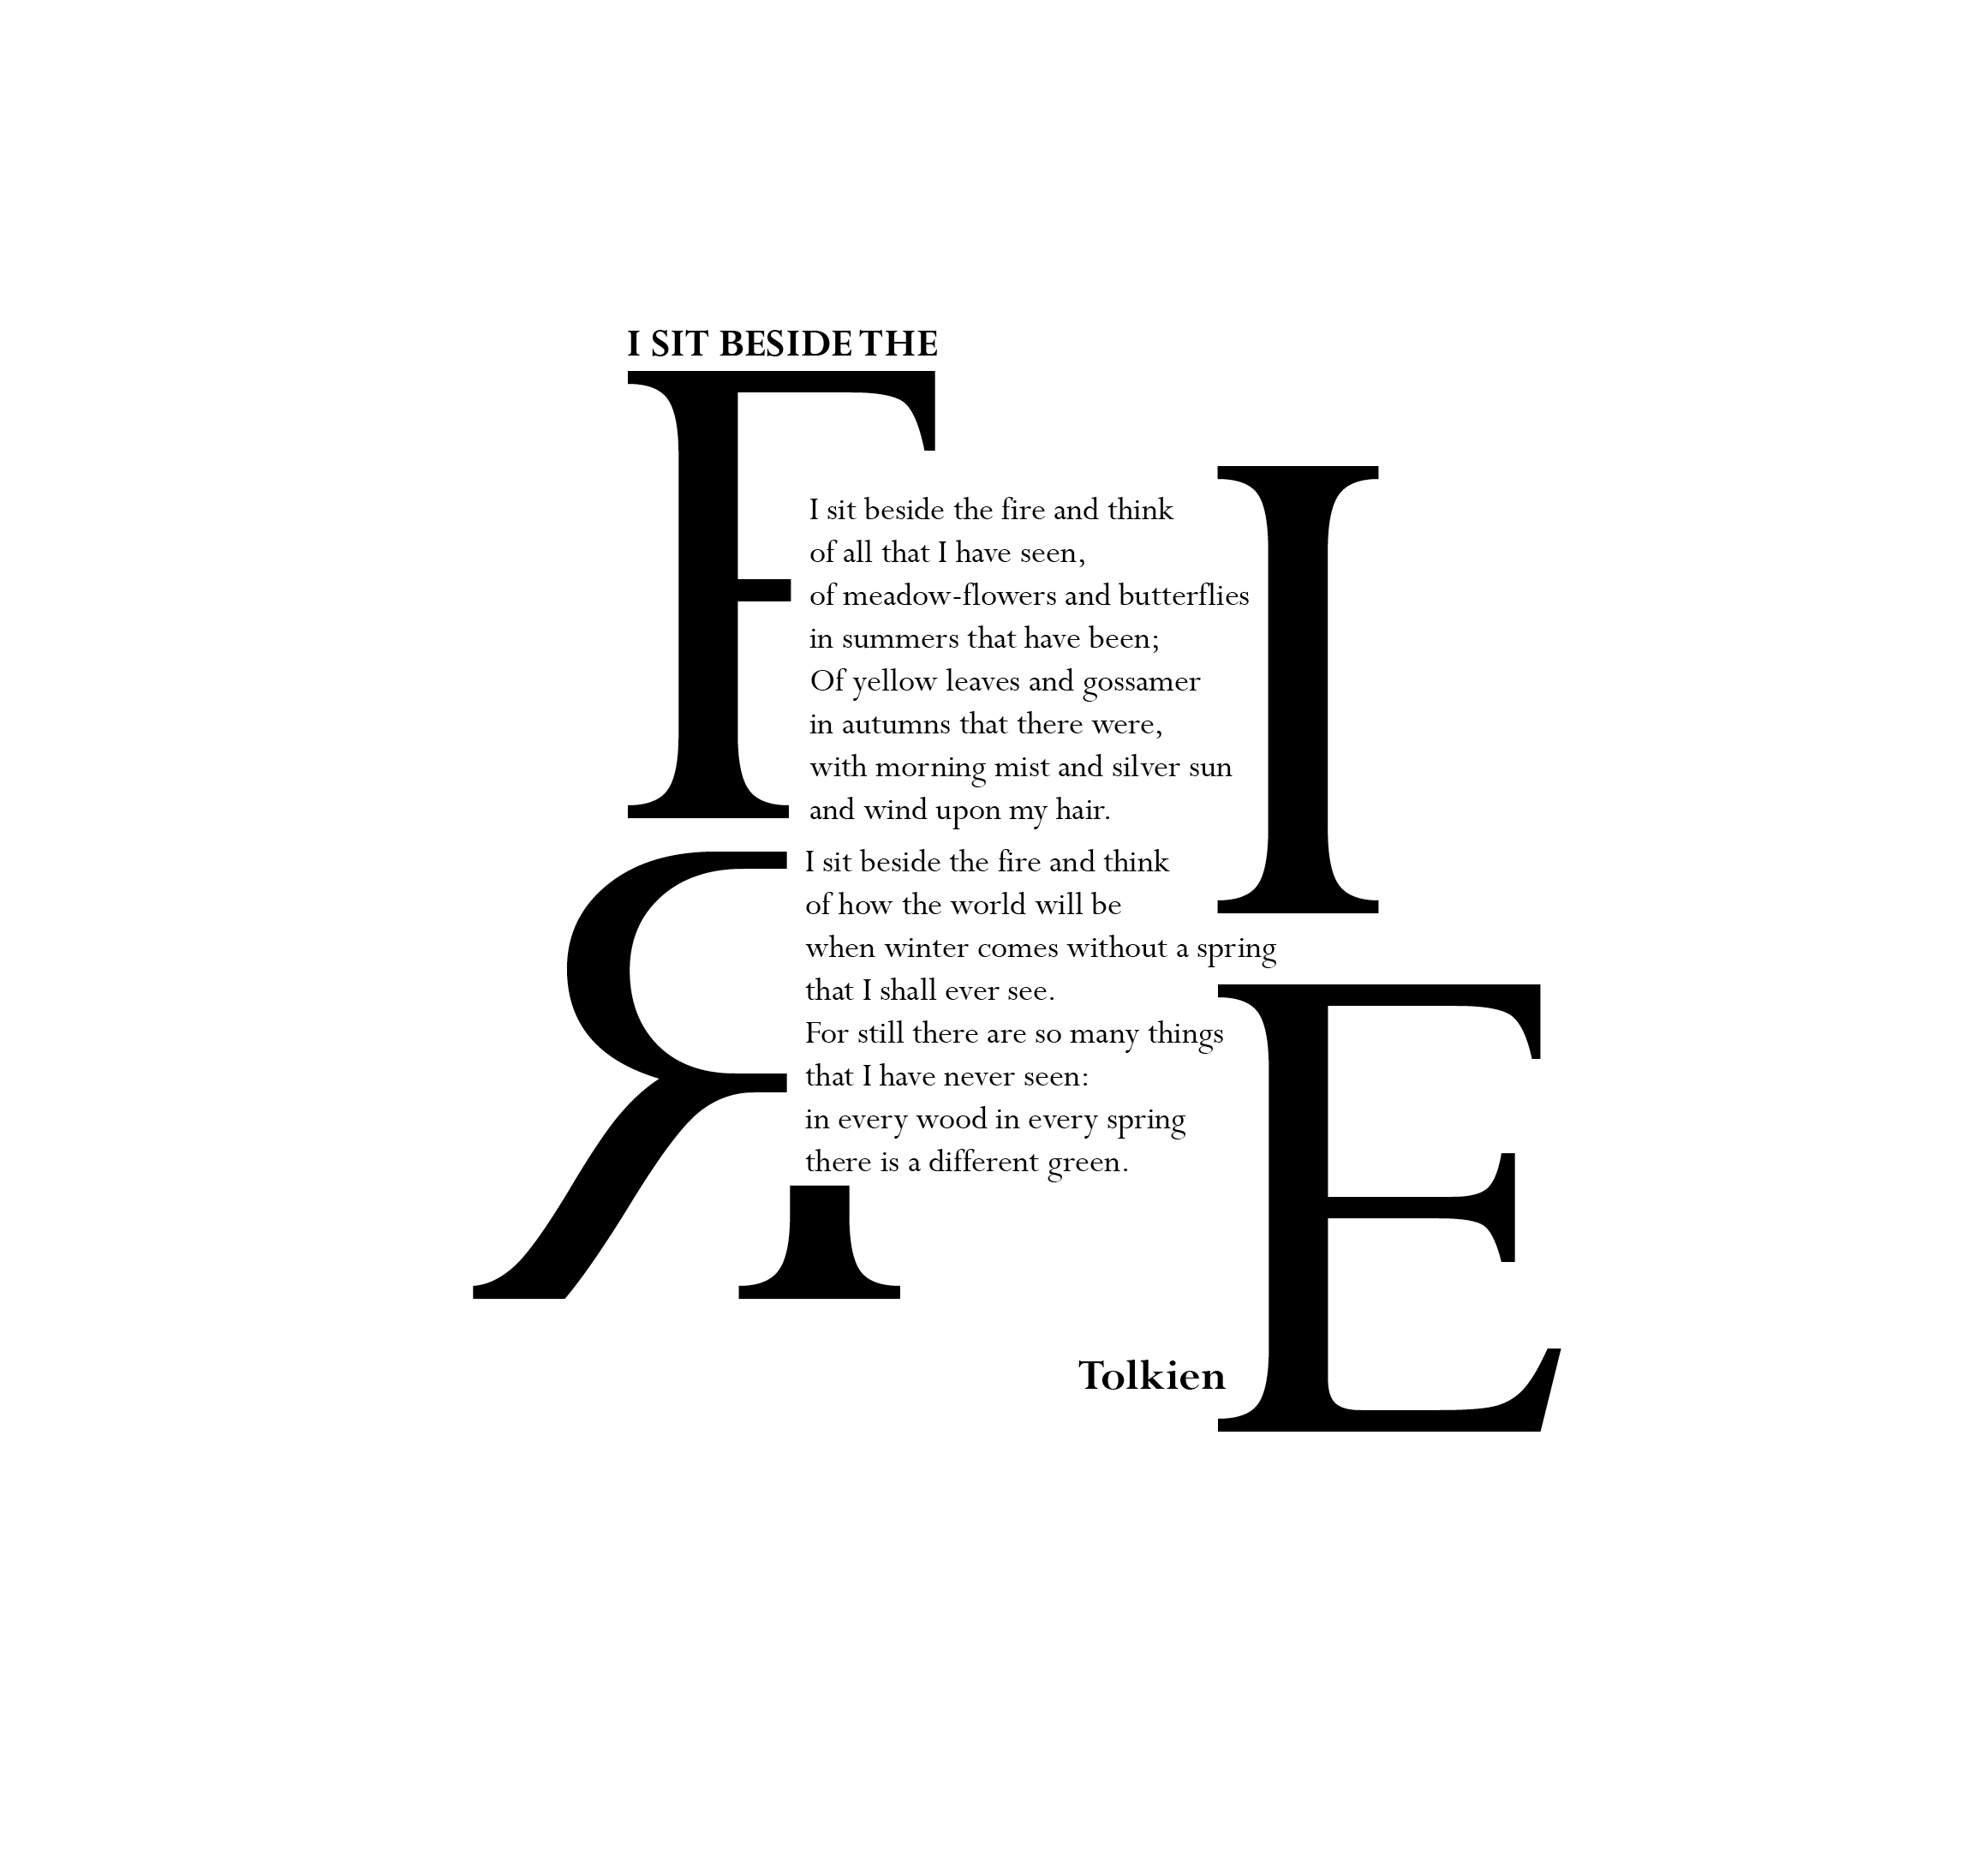 I SIT BESIDE THE
F I
I sit beside the fire and think
of all that I have seen,
of meadow-flowers and butterflies
in summers that have been;
Of yellow leaves and gossamer
in autumns that there were,
with morning mist and silver sun
and wind upon my hair.
R E
I sit beside the fire and think
of how the world will be
when winter comes without a spring
that I shall ever see.
For still there are so many things
that I have never seen:
in every wood in every spring
there is a different green.
Tolkien